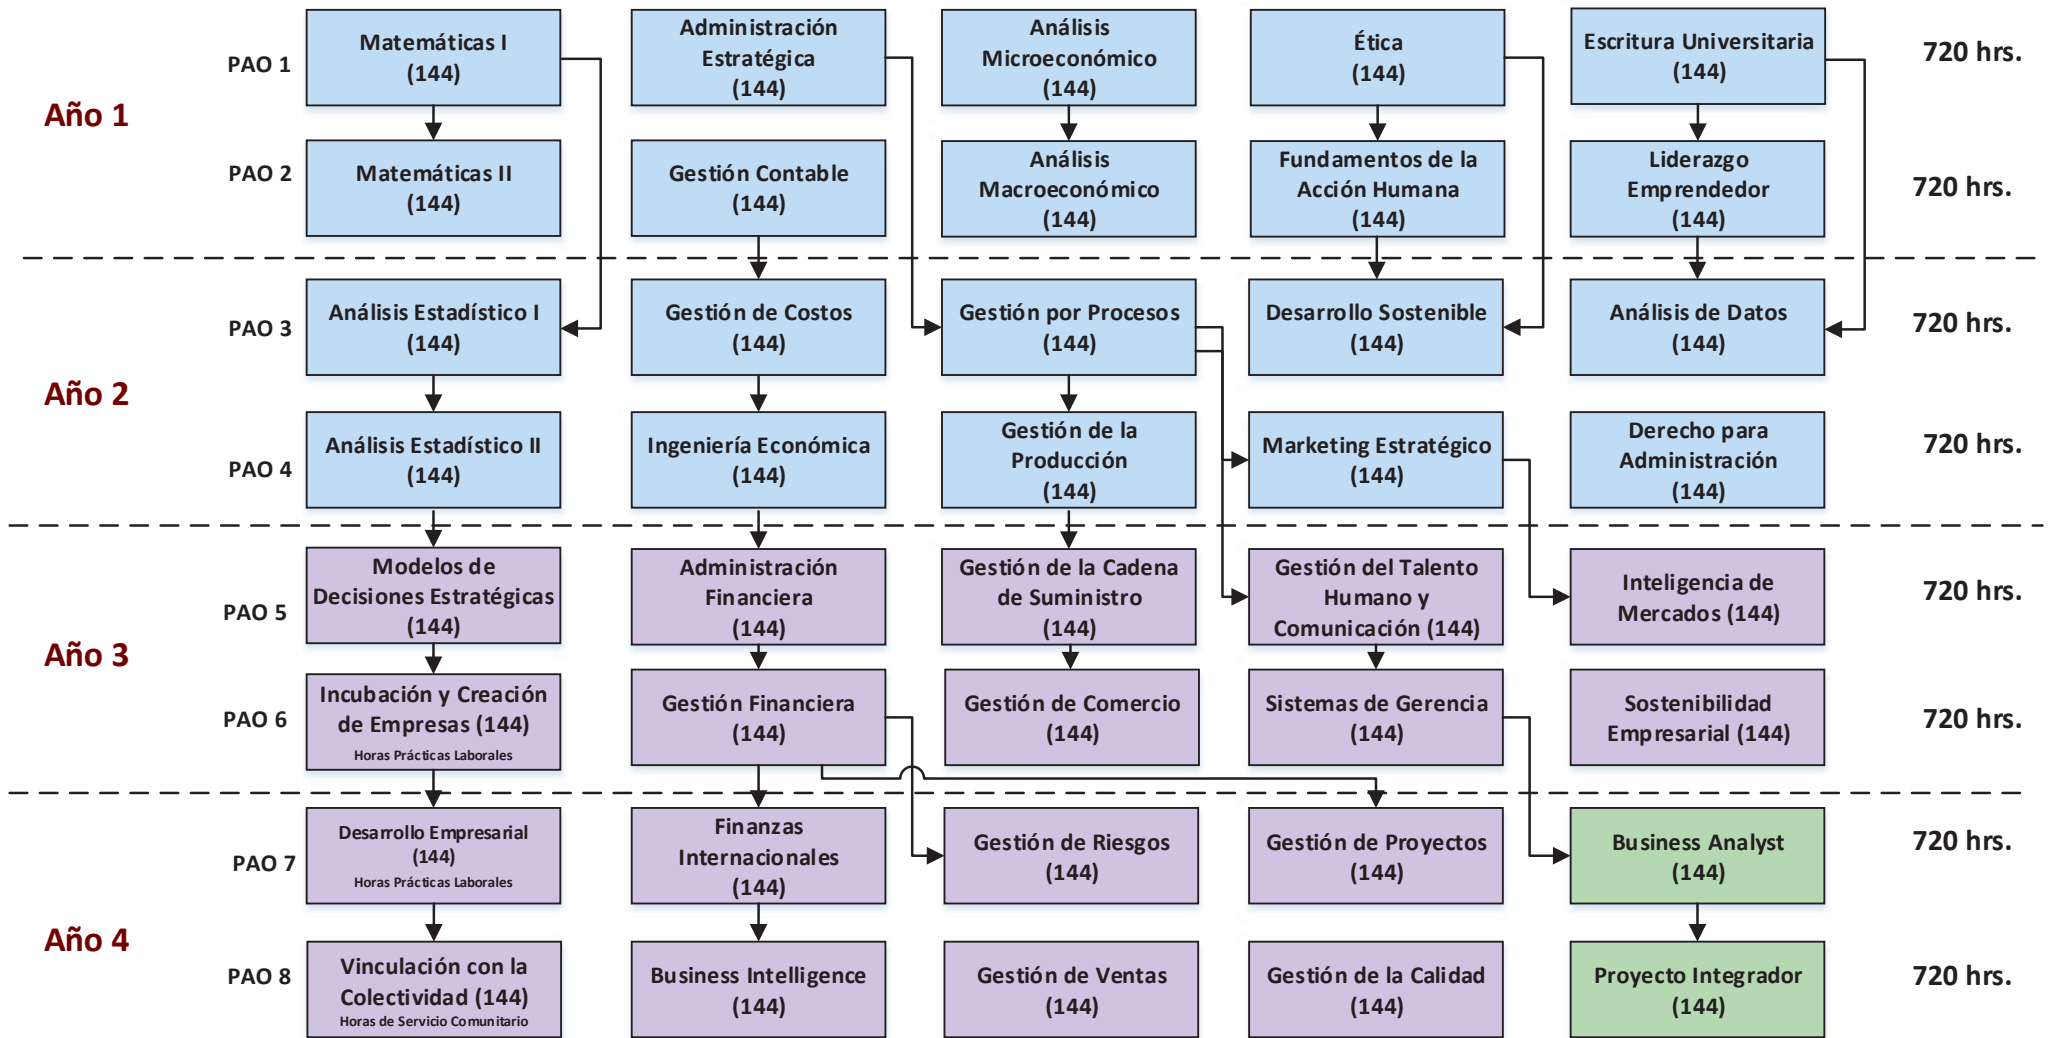 Año 1
PAO 1
Matemáticas I
(144)
Administración
Estratégica
(144)
Análisis
Microeconómico
(144)
Ética
(144)
Escritura Universitaria
(144)
720 hrs.
PAO 2
Matemáticas II
(144)
Gestión Contable
(144)
Análisis
Macroeconómico
(144)
Fundamentos de la
Acción Humana
(144)
Liderazgo
Emprendedor
(144)
720 hrs.
Año 2
PAO 3
Análisis Estadístico I
(144)
Gestión de Costos
(144)
Gestión por Procesos
(144)
Desarrollo Sostenible
(144)
Análisis de Datos
(144)
720 hrs.
PAO 4
Análisis Estadístico II
(144)
Ingeniería Económica
(144)
Gestión de la
Producción
(144)
Marketing Estratégico
(144)
Derecho para
Administración
(144)
720 hrs.
Año 3
PAO 5
Modelos de
Decisiones Estratégicas
(144)
Administración
Financiera
(144)
Gestión de la Cadena
de Suministro
(144)
Gestión del Talento
Humano y
Comunicación (144)
Inteligencia de
Mercados (144)
720 hrs.
PAO 6
Incubación y Creación
de Empresas (144)
Horas Prácticas Laborales
Gestión Financiera
(144)
Gestión de Comercio
(144)
Sistemas de Gerencia
(144)
Sostenibilidad
Empresarial (144)
720 hrs.
Año 4
PAO 7
Desarrollo Empresarial
(144)
Horas Prácticas Laborales
Finanzas
Internacionales
(144)
Gestión de Riesgos
(144)
Gestión de Proyectos
(144)
Business Analyst
(144)
720 hrs.
PAO 8
Vinculación con la
Colectividad (144)
Horas de Servicio Comunitario
Business Intelligence
(144)
Gestión de Ventas
(144)
Gestión de la Calidad
(144)
Proyecto Integrador
(144)
720 hrs.